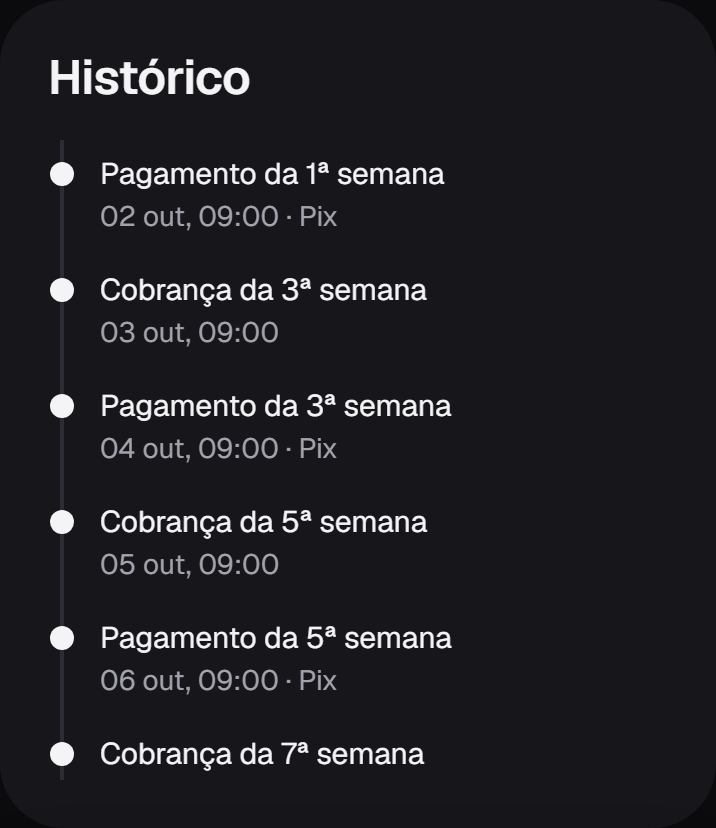 Histórico
Pagamento da 1ª semana
02 out, 09:00 · Pix
Cobrança da 3ª semana
03 out, 09:00
Pagamento da 3ª semana
04 out, 09:00 · Pix
Cobrança da 5ª semana
05 out, 09:00
Pagamento da 5ª semana
06 out, 09:00 · Pix
Cobrança da 7ª semana